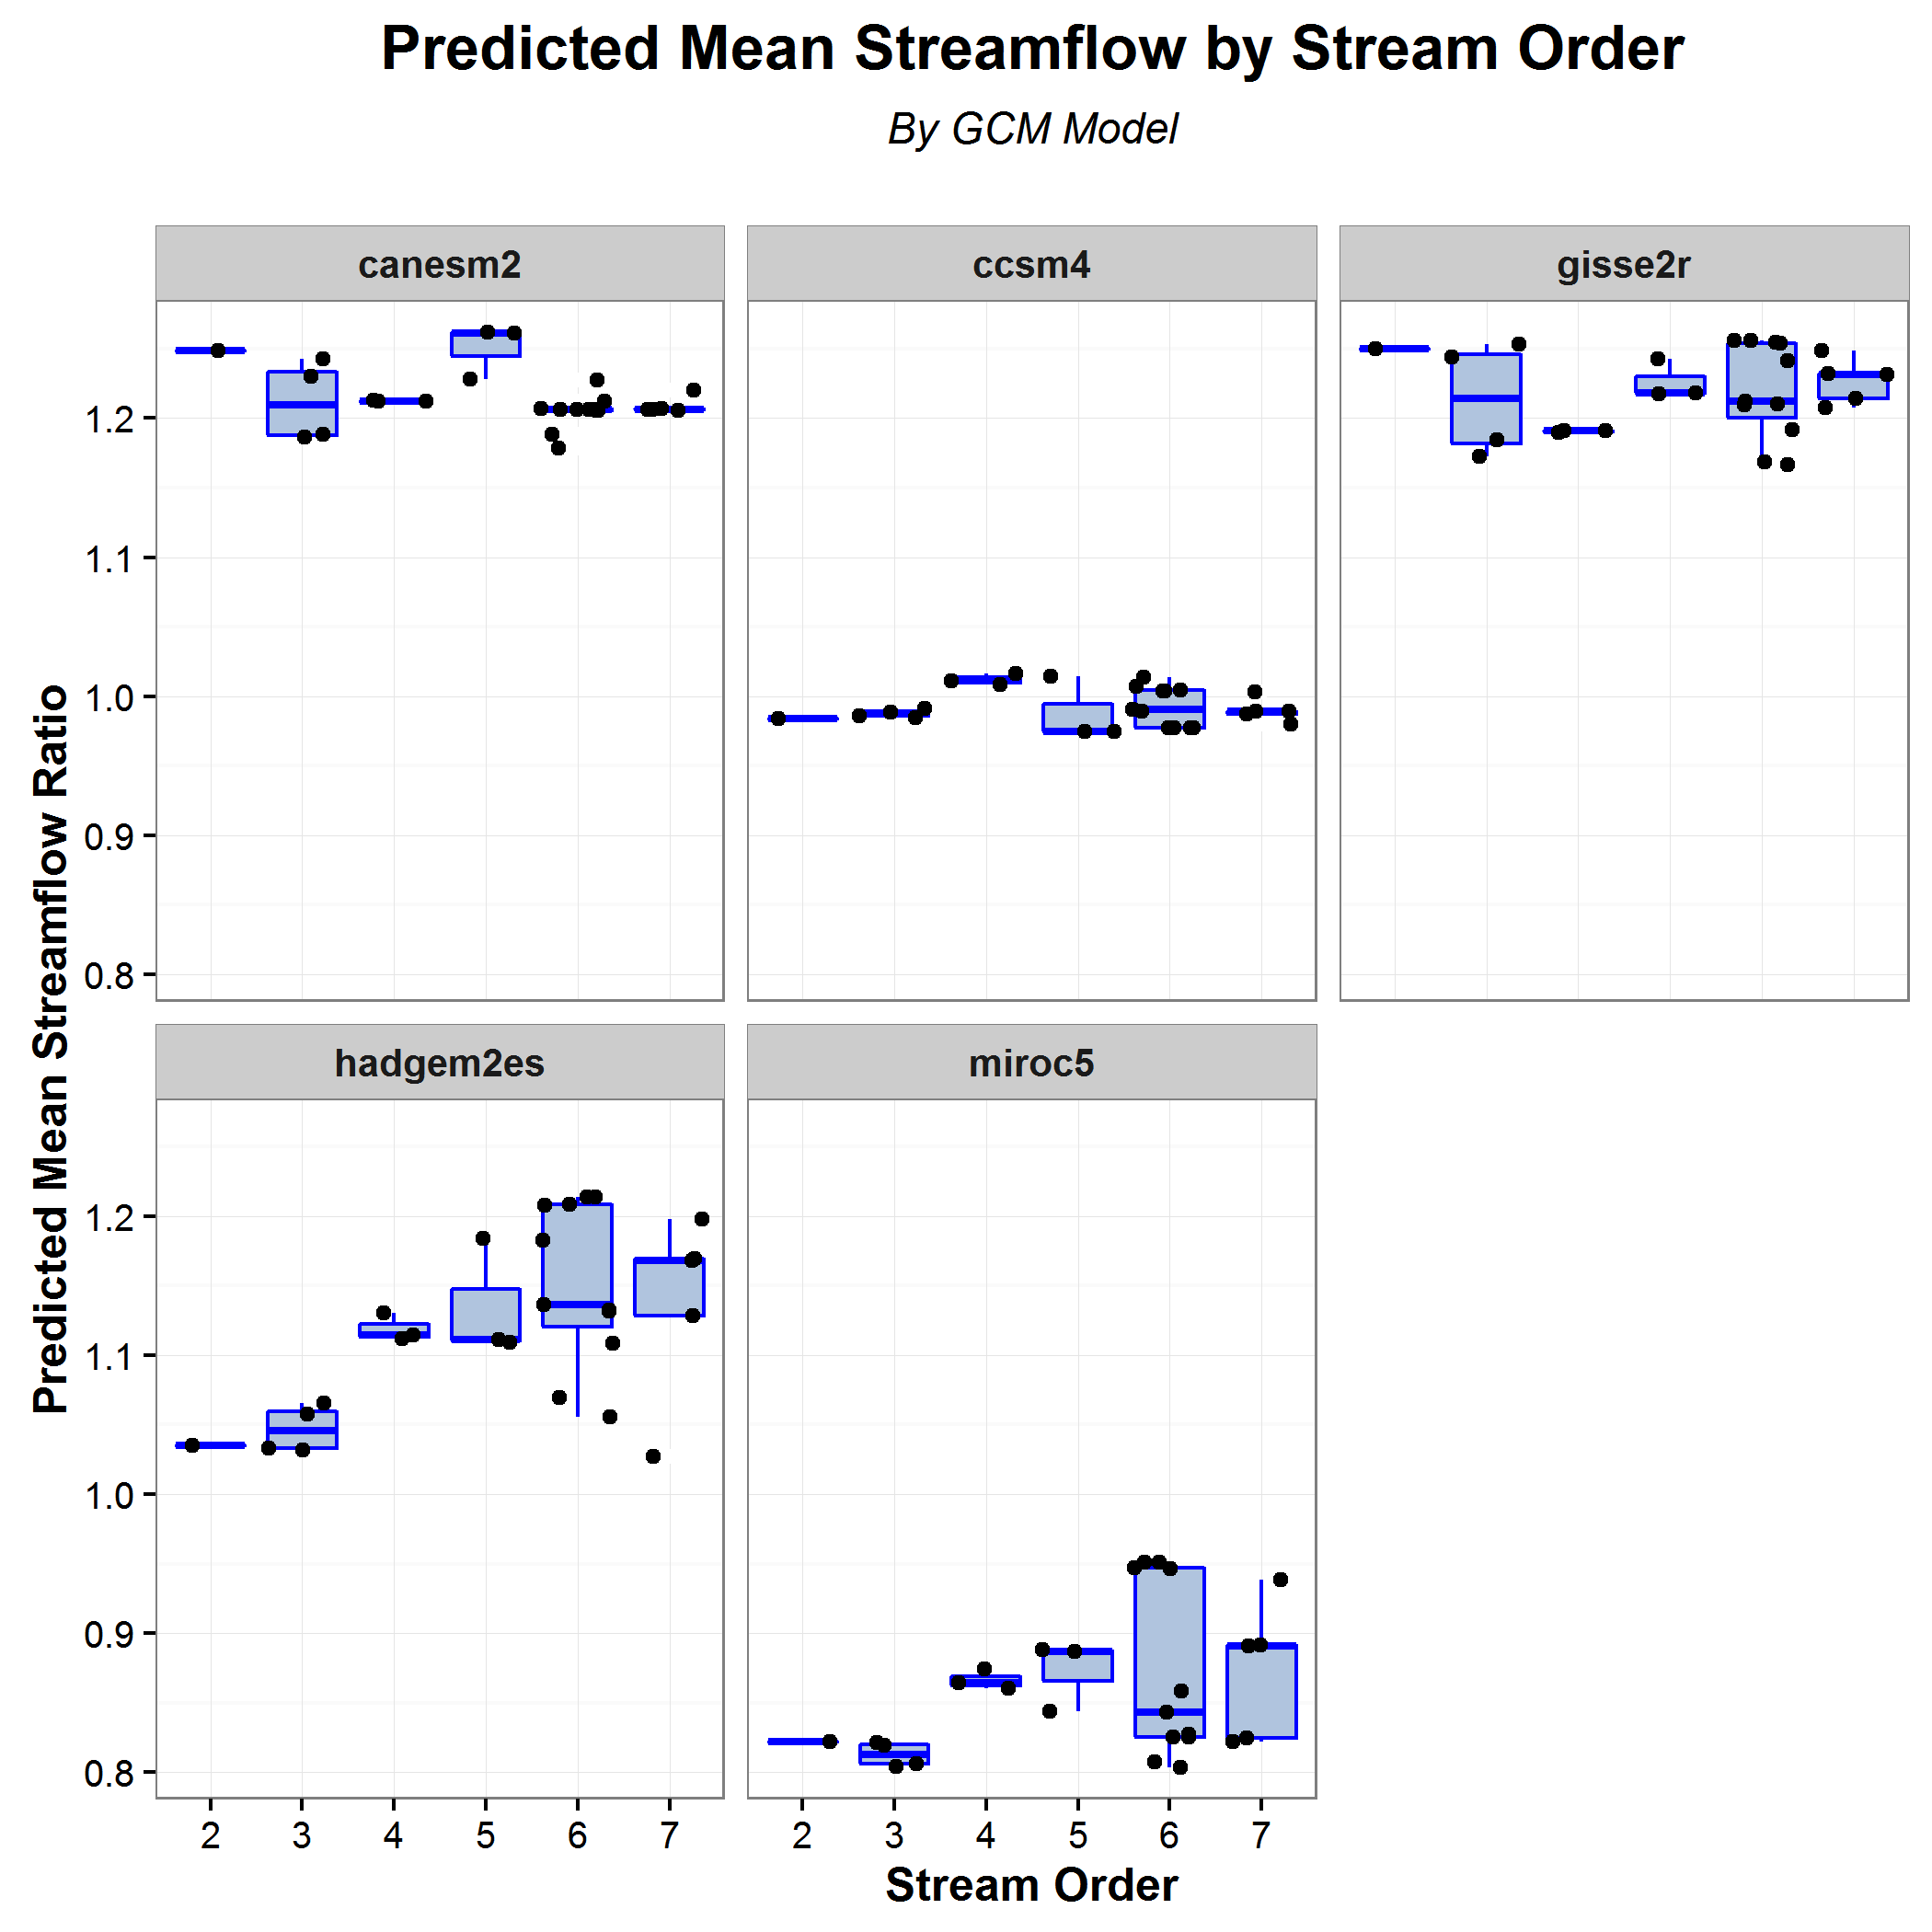 Predicted Mean Streamflow by Stream Order
By GCM Model
canesm2
ccsm4
gisse2r
1.2
1.1
1.0
0.9
0.8
Predicted Mean Streamflow Ratio
hadgem2es
miroc5
1.2
1.1
1.0
0.9
0.8
2 3 4 5 6 7
2 3 4 5 6 7
Stream Order